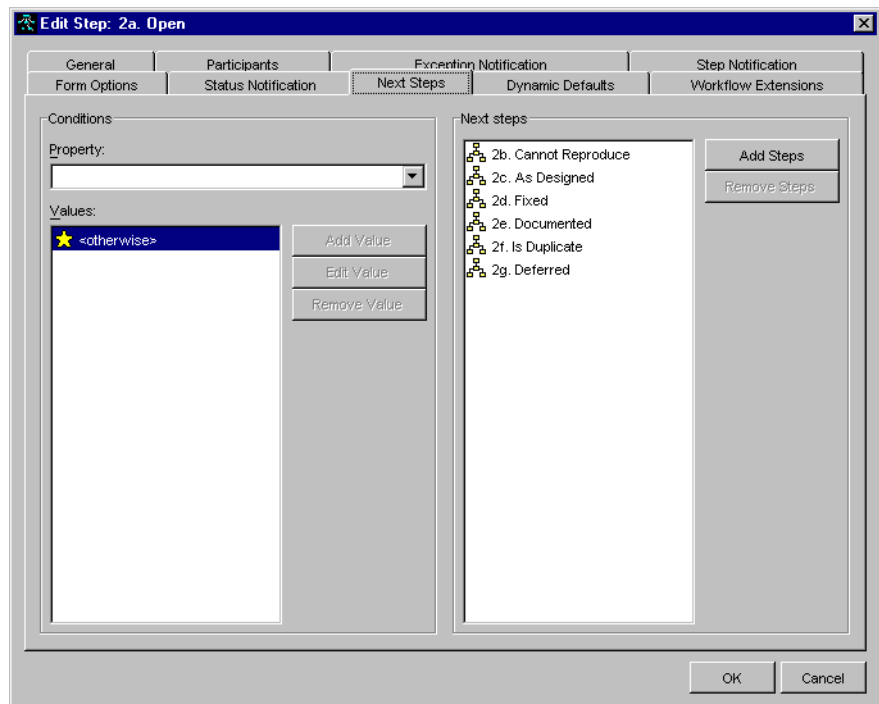 Edit Step: 2a. Open
General Participants Exception Notification Step Notification
Form Options Status Notification Next Steps Dynamic Defaults Workflow Extensions
Conditions
Property:
Values:
<otherwise>
Add Value
Edit Value
Remove Value
Next steps
2b. Cannot Reproduce
2c. As Designed
2d. Fixed
2e. Documented
2f. Is Duplicate
2g. Deferred
Add Steps
Remove Steps
OK Cancel